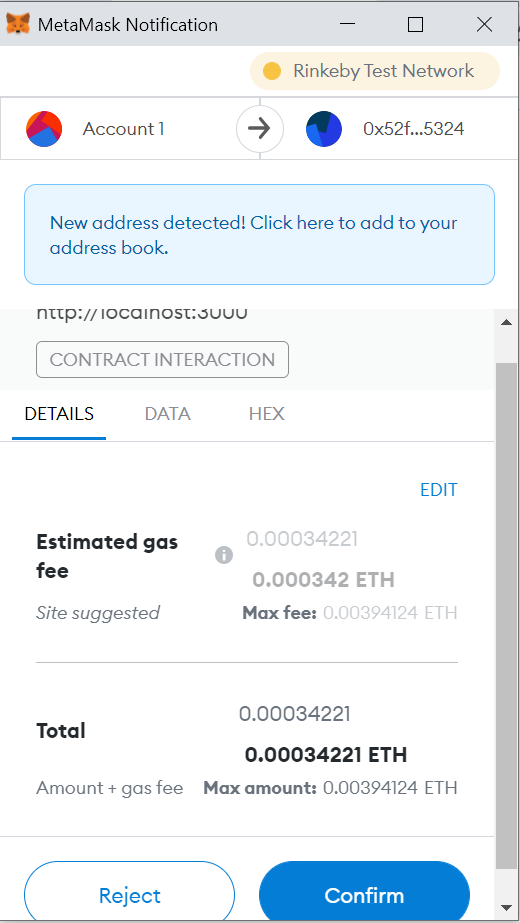 MetaMask Notification
Rinkeby Test Network
Account 1
0x52f...5324
New address detected! Click here to add to your
address book.
http://localhost:3000
CONTRACT INTERACTION
DETAILS DATA HEX
EDIT
Estimated gas
fee
0.00034221
0.000342 ETH
Site suggested
Max fee: 0.00394124 ETH
0.00034221
Total
0.00034221 ETH
Amount + gas fee
Max amount: 0.00394124 ETH
Reject
Confirm